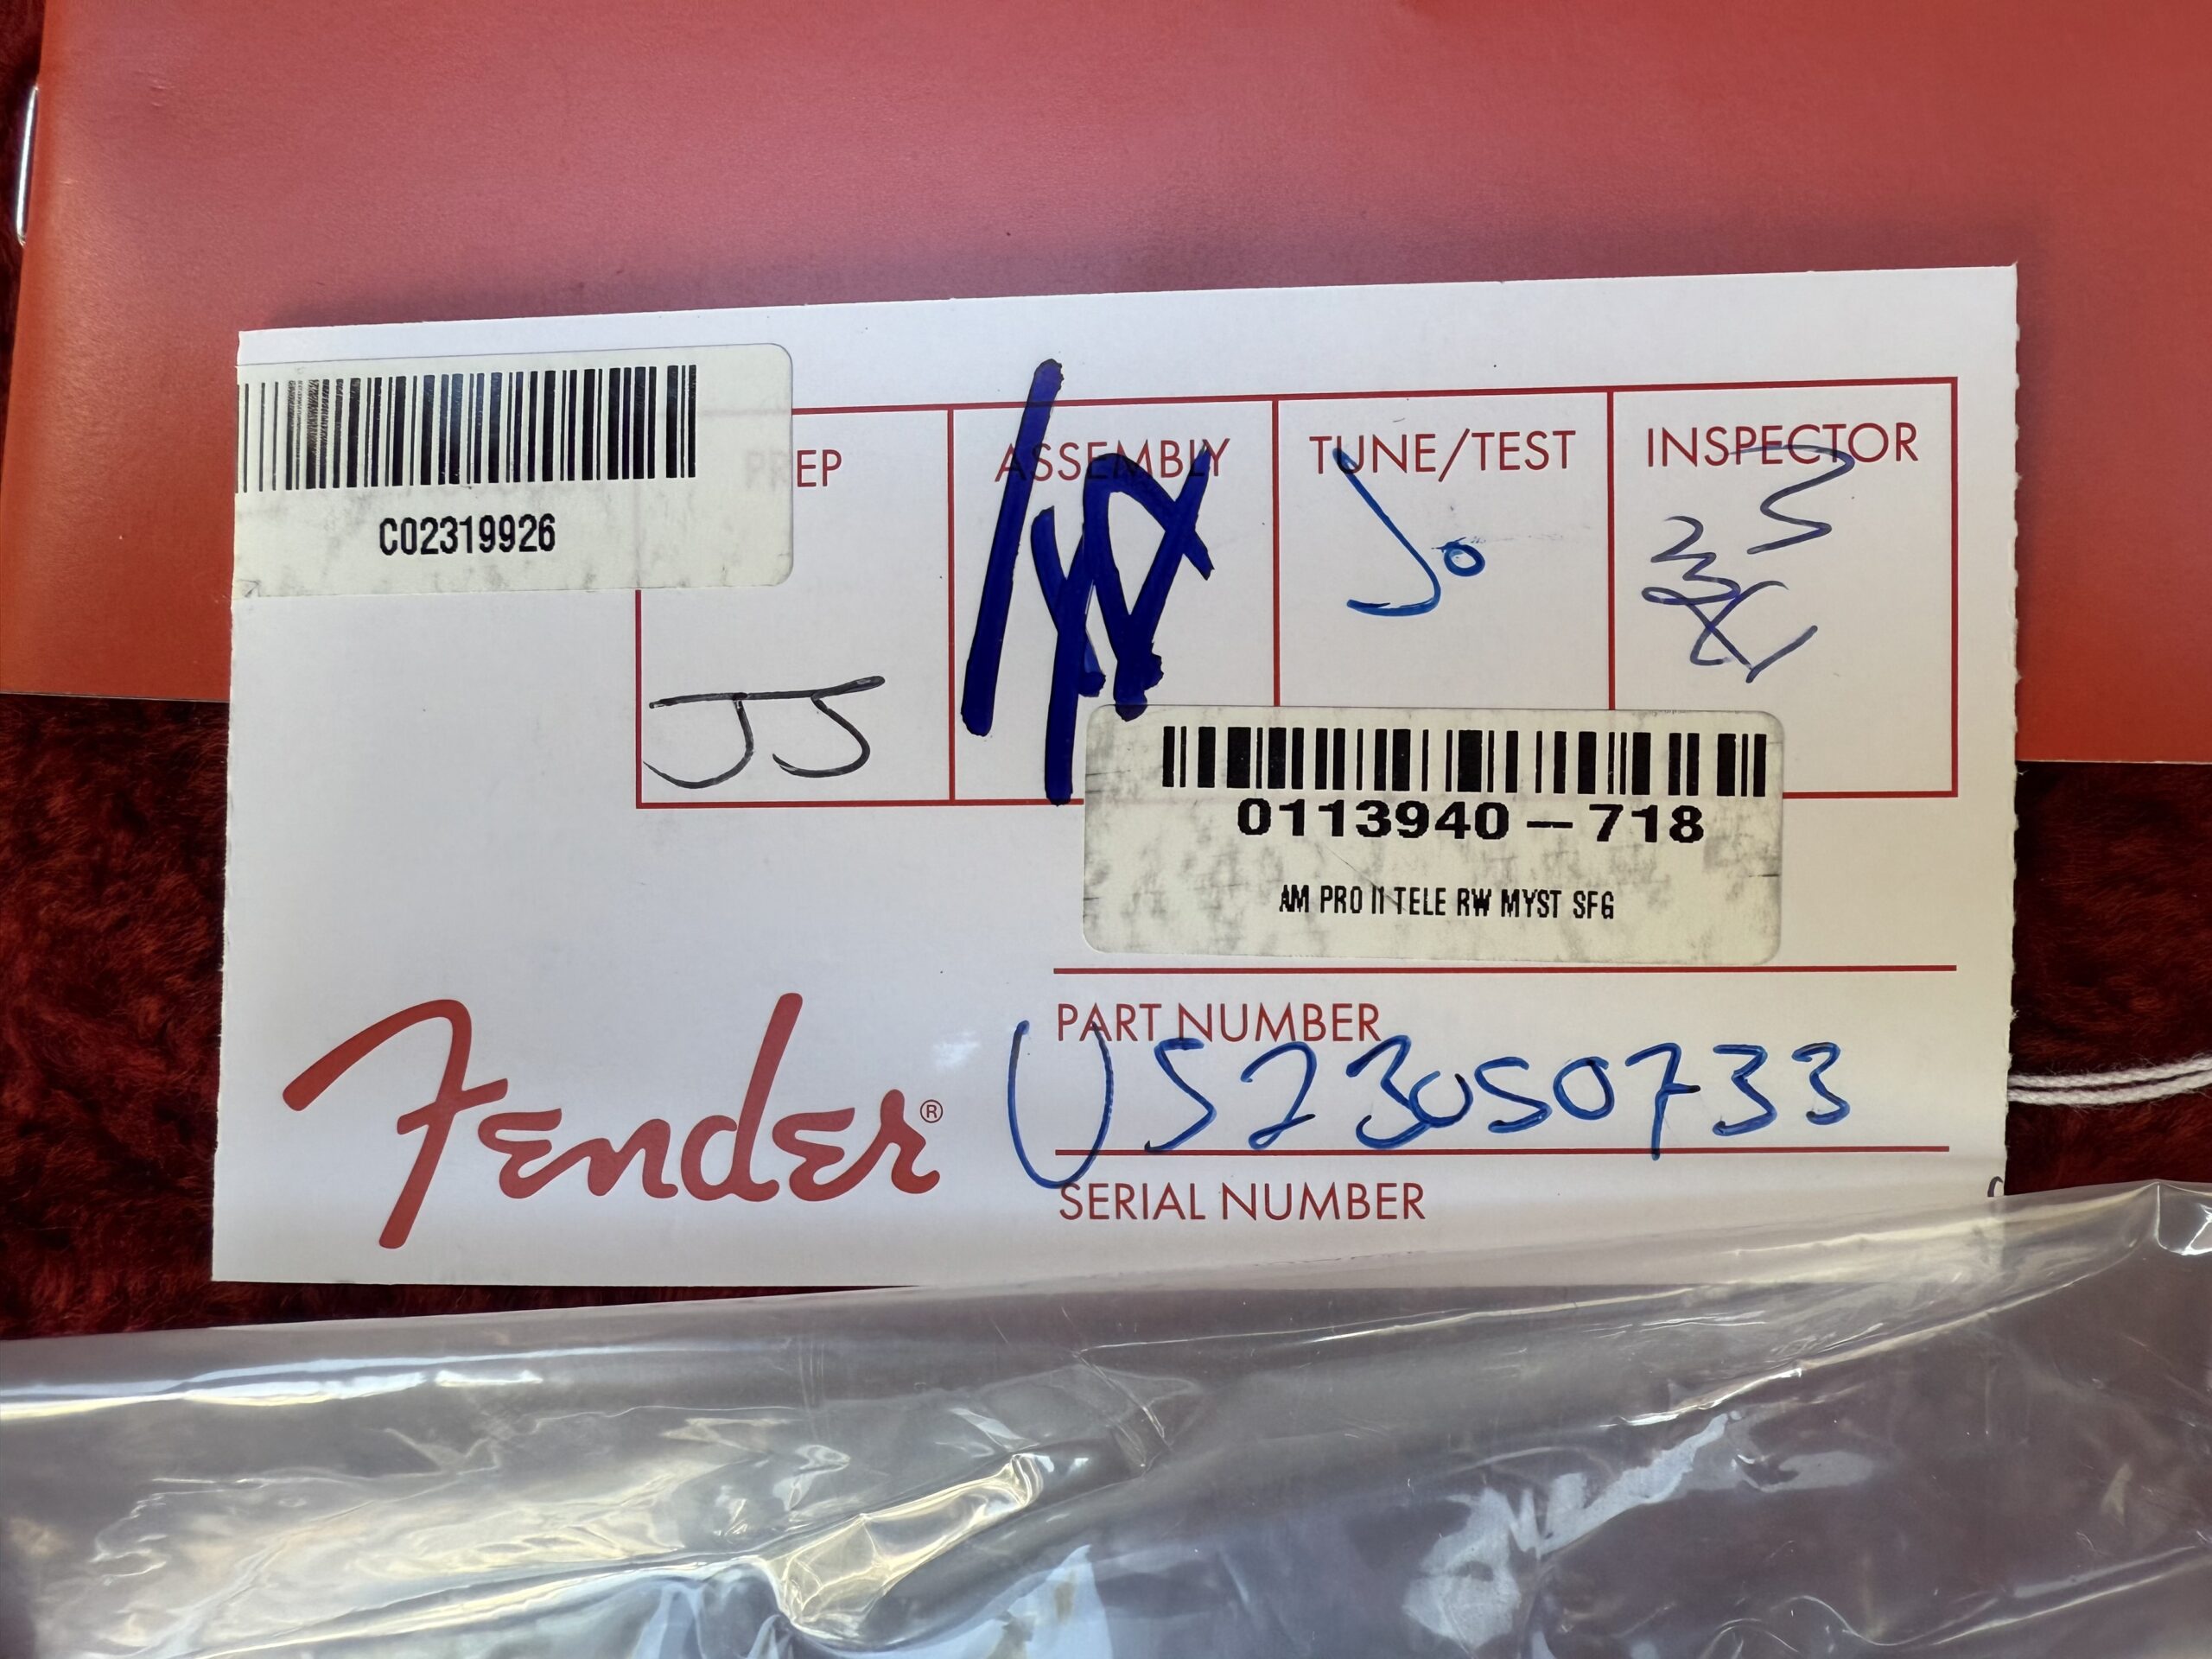 C02319926
PREP
ASSEMBLY
TUNE/TEST
INSPECTOR
JJ
Jo
0113940-718
AM PRO II TELE RW MYST SFG
PART NUMBER
US23050733
SERIAL NUMBER
Fender®